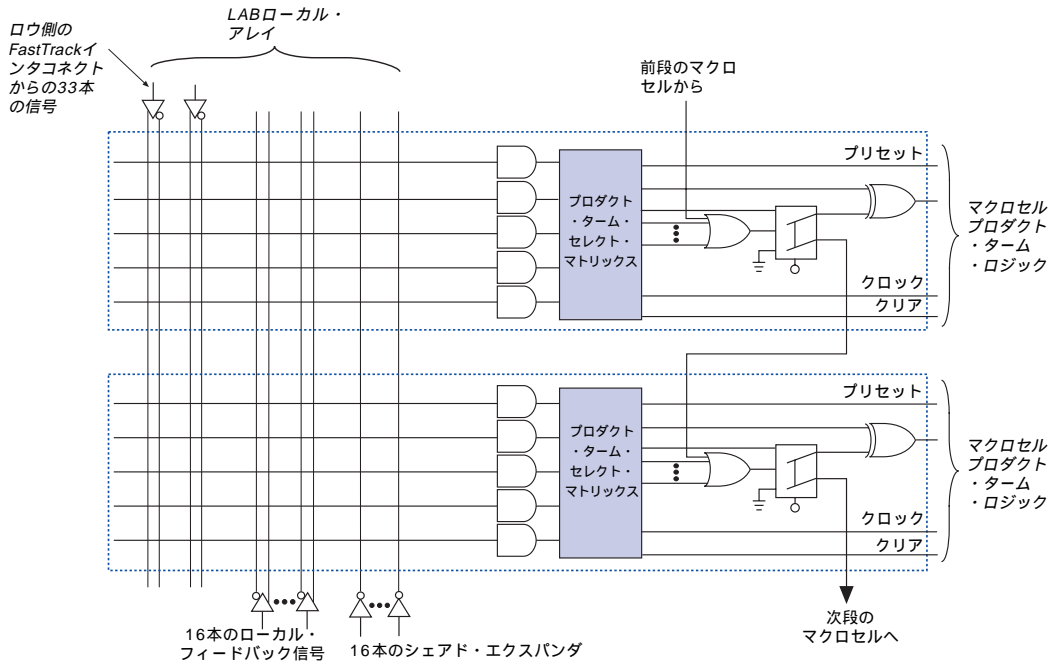 ロウ側の
FastTrackイ
ンタコネクト
からの33本
の信号
LABローカル・
アレイ
前段のマクロ
セルから
プリセット
プロダクト
・ターム・
セレクト・
マトリックス
マクロセル
プロダクト
・ターム
・ロジック
クロック
クリア
プリセット
プロダクト
・ターム・
セレクト・
マトリックス
マクロセル
プロダクト
・ターム
・ロジック
クロック
クリア
16本のローカル・
フィードバック信号
16本のシェアド・エクスパンダ
次段の
マクロセルへ